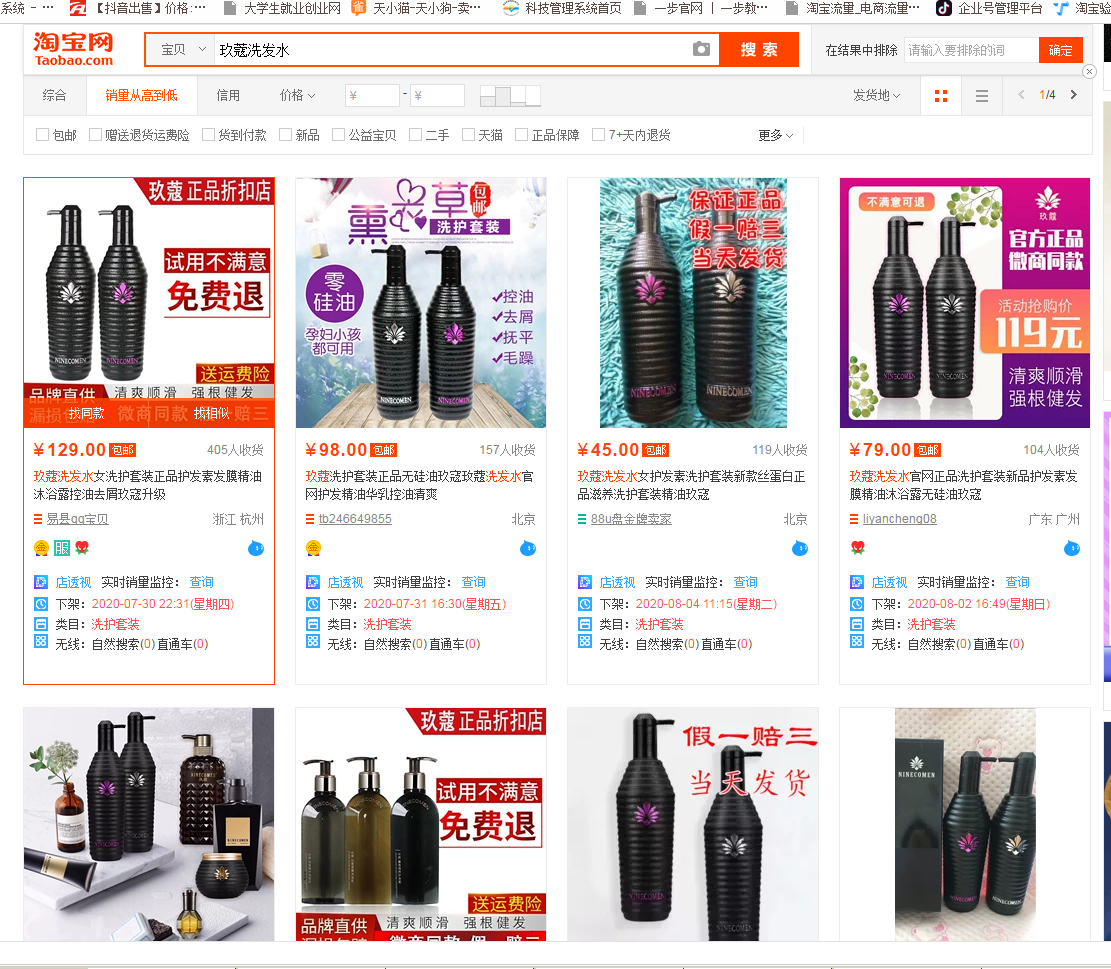 系统 - ···
【抖音出售】价格:···
大学生就业创业网
天小猫-天小狗-卖···
科技管理系统首页
一步官网 | 一步教···
淘宝流量_电商流量···
企业号管理平台
淘宝验
淘宝网
Taobao.com
宝贝
玖蔻洗发水
搜 索
在结果中排除
请输入要排除的词
确定
综合
销量从高到低
信用
价格
¥
-
¥
发货地
1/4
包邮
赠送退货运费险
货到付款
新品
公益宝贝
二手
天猫
正品保障
7+天内退货
更多
玖蔻 正品折扣店
试用不满意
免费退
NINECOMEN
NINECOMEN
送运费险
品牌直供
清爽顺滑 强根健发
找同款
找相似
¥129.00
包邮
405人收货
玖蔻洗发水女洗护套装正品护发素发膜精油
沐浴露控油去屑玖寇升级
易县qq宝贝
浙江 杭州
服
店透视 实时销量监控： 查询
下架：2020-07-30 22:31(星期四)
类目：洗护套装
无线：自然搜索(0)直通车(0)
薰衣草
包邮
洗护套装
零
硅油
孕妇小孩
都可用
控油
去屑
抚平
毛躁
NINECOMEN
NINECOMEN
¥98.00
包邮
157人收货
玖蔻洗护套装正品无硅油玖寇玫蔻洗发水官
网护发精油华乳控油清爽
tb246649855
北京
店透视 实时销量监控： 查询
下架：2020-07-31 16:30(星期五)
类目：洗护套装
无线：自然搜索(0)直通车(0)
保证正品
假一赔三
当天发货
NINECOMEN
NINECOMEN
¥45.00
包邮
119人收货
玖蔻洗发水女护发素洗护套装新款丝蛋白正
品滋养洗护套装精油玖寇
88u盘金牌卖家
北京
店透视 实时销量监控： 查询
下架：2020-08-04 11:15(星期二)
类目：洗护套装
无线：自然搜索(0)直通车(0)
不满意可退
玖蔻
官方正品
微商同款
活动抢购价
119元
清爽顺滑
强根健发
NINECOMEN
NINECOMEN
¥79.00
包邮
104人收货
玖蔻洗发水官网正品洗护套装新品护发素发
膜精油沐浴露无硅油玖寇
liyancheng08
广东 广州
店透视 实时销量监控： 查询
下架：2020-08-02 16:49(星期日)
类目：洗护套装
无线：自然搜索(0)直通车(0)
NINECOMEN
玖蔻 正品折扣店
试用不满意
免费退
送运费险
品牌直供
清爽顺滑 强根健发
假一赔三
当天发货
NINECOMEN
NINECOMEN
NINECOMEN
NINECOMEN
NINECOMEN